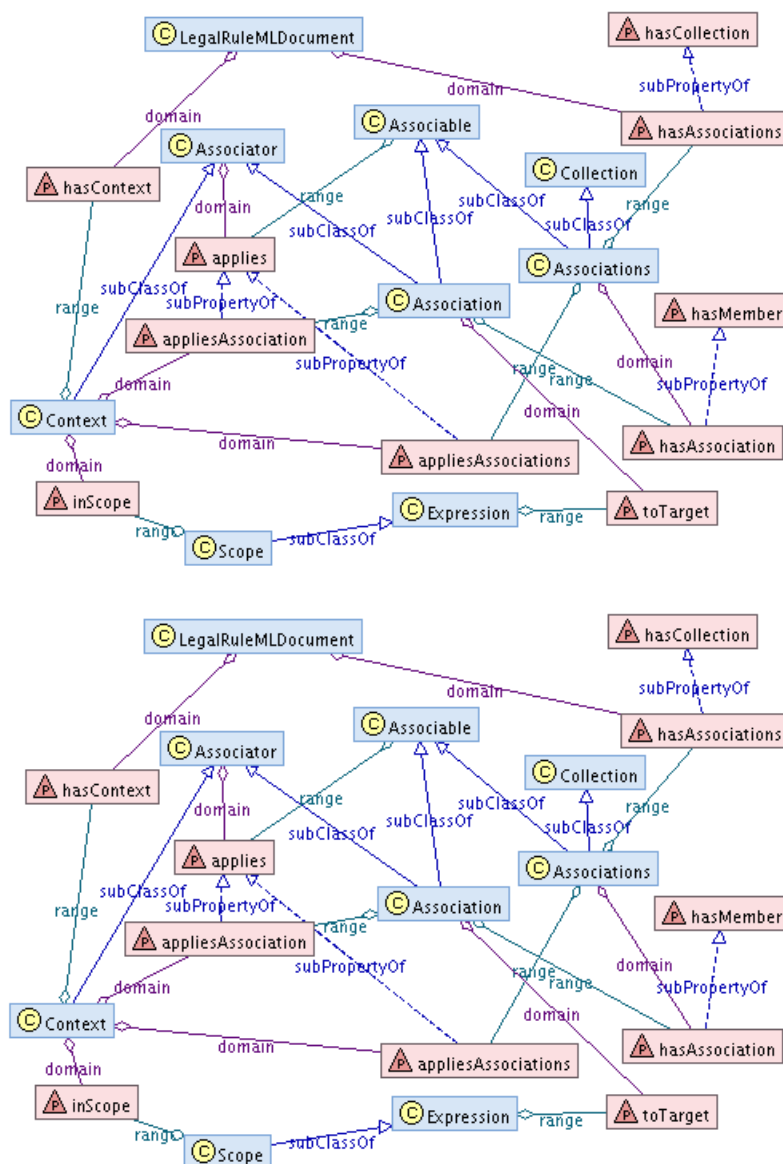 C LegalRuleMLDocument
P hasCollection
subPropertyOf
domain
domain
C Associator
C Associable
P hasAssociations
P hasContext
range
C Collection
domain
subClassOf
range
P applies
subClassOf
subClassOf
subClassOf
C Associations
range
subPropertyOf
C Association
P hasMember
P appliesAssociation
range
subPropertyOf
domain
subPropertyOf
domain
range
range
C Context
domain
domain
domain
P appliesAssociations
P hasAssociation
P inScope
C Expression
range
P toTarget
range
C Scope
subClassOf
C LegalRuleMLDocument
P hasCollection
subPropertyOf
domain
domain
C Associator
C Associable
P hasAssociations
P hasContext
range
C Collection
domain
subClassOf
range
P applies
subClassOf
subClassOf
subClassOf
C Associations
range
subPropertyOf
C Association
P hasMember
P appliesAssociation
range
subPropertyOf
domain
subPropertyOf
domain
range
range
C Context
domain
domain
domain
P appliesAssociations
P hasAssociation
P inScope
C Expression
range
P toTarget
range
C Scope
subClassOf